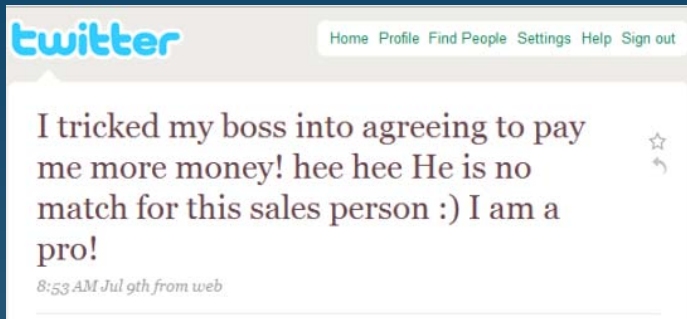 twitter
Home Profile Find People Settings Help Sign out
I tricked my boss into agreeing to pay
me more money! hee hee He is no
match for this sales person :) I am a
pro!
8:53 AM Jul 9th from web